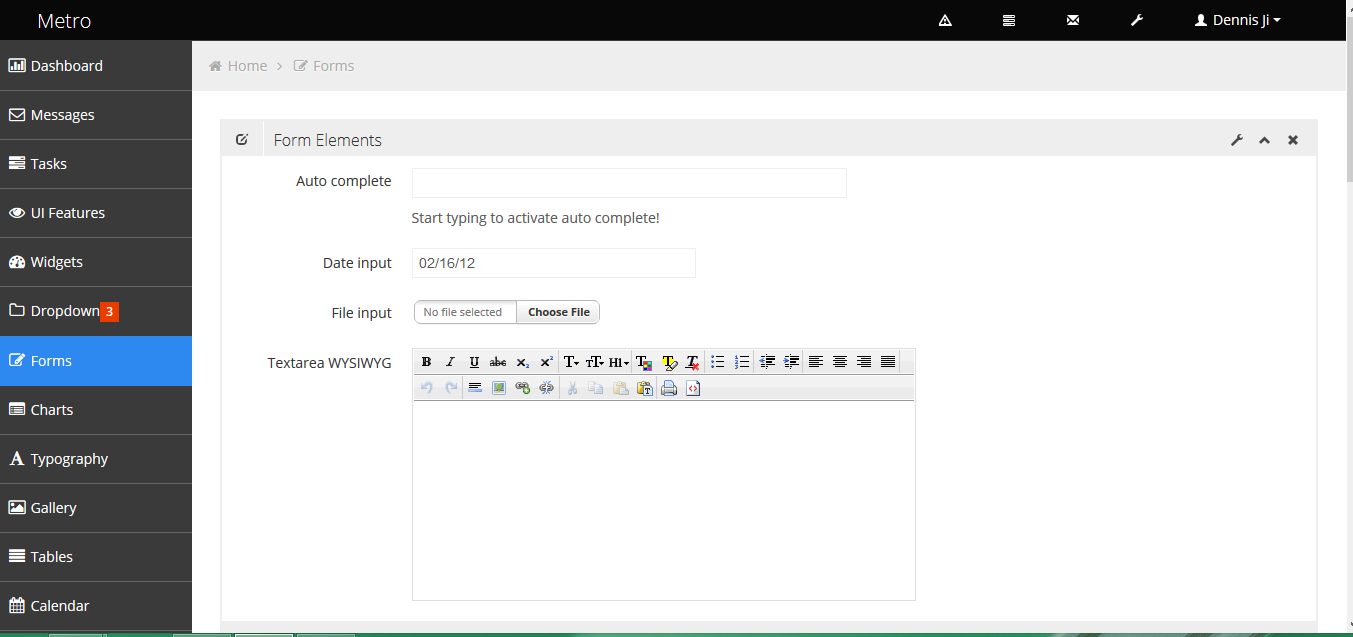 Metro
Dennis Ji
Dashboard
Messages
Tasks
UI Features
Widgets
Dropdown 3
Forms
Charts
Typography
Gallery
Tables
Calendar
Home > Forms
Form Elements
Auto complete
Start typing to activate auto complete!
Date input 02/16/12
File input No file selected Choose File
Textarea WYSIWYG
B I U abc X₂ X² T TT H1 T T T